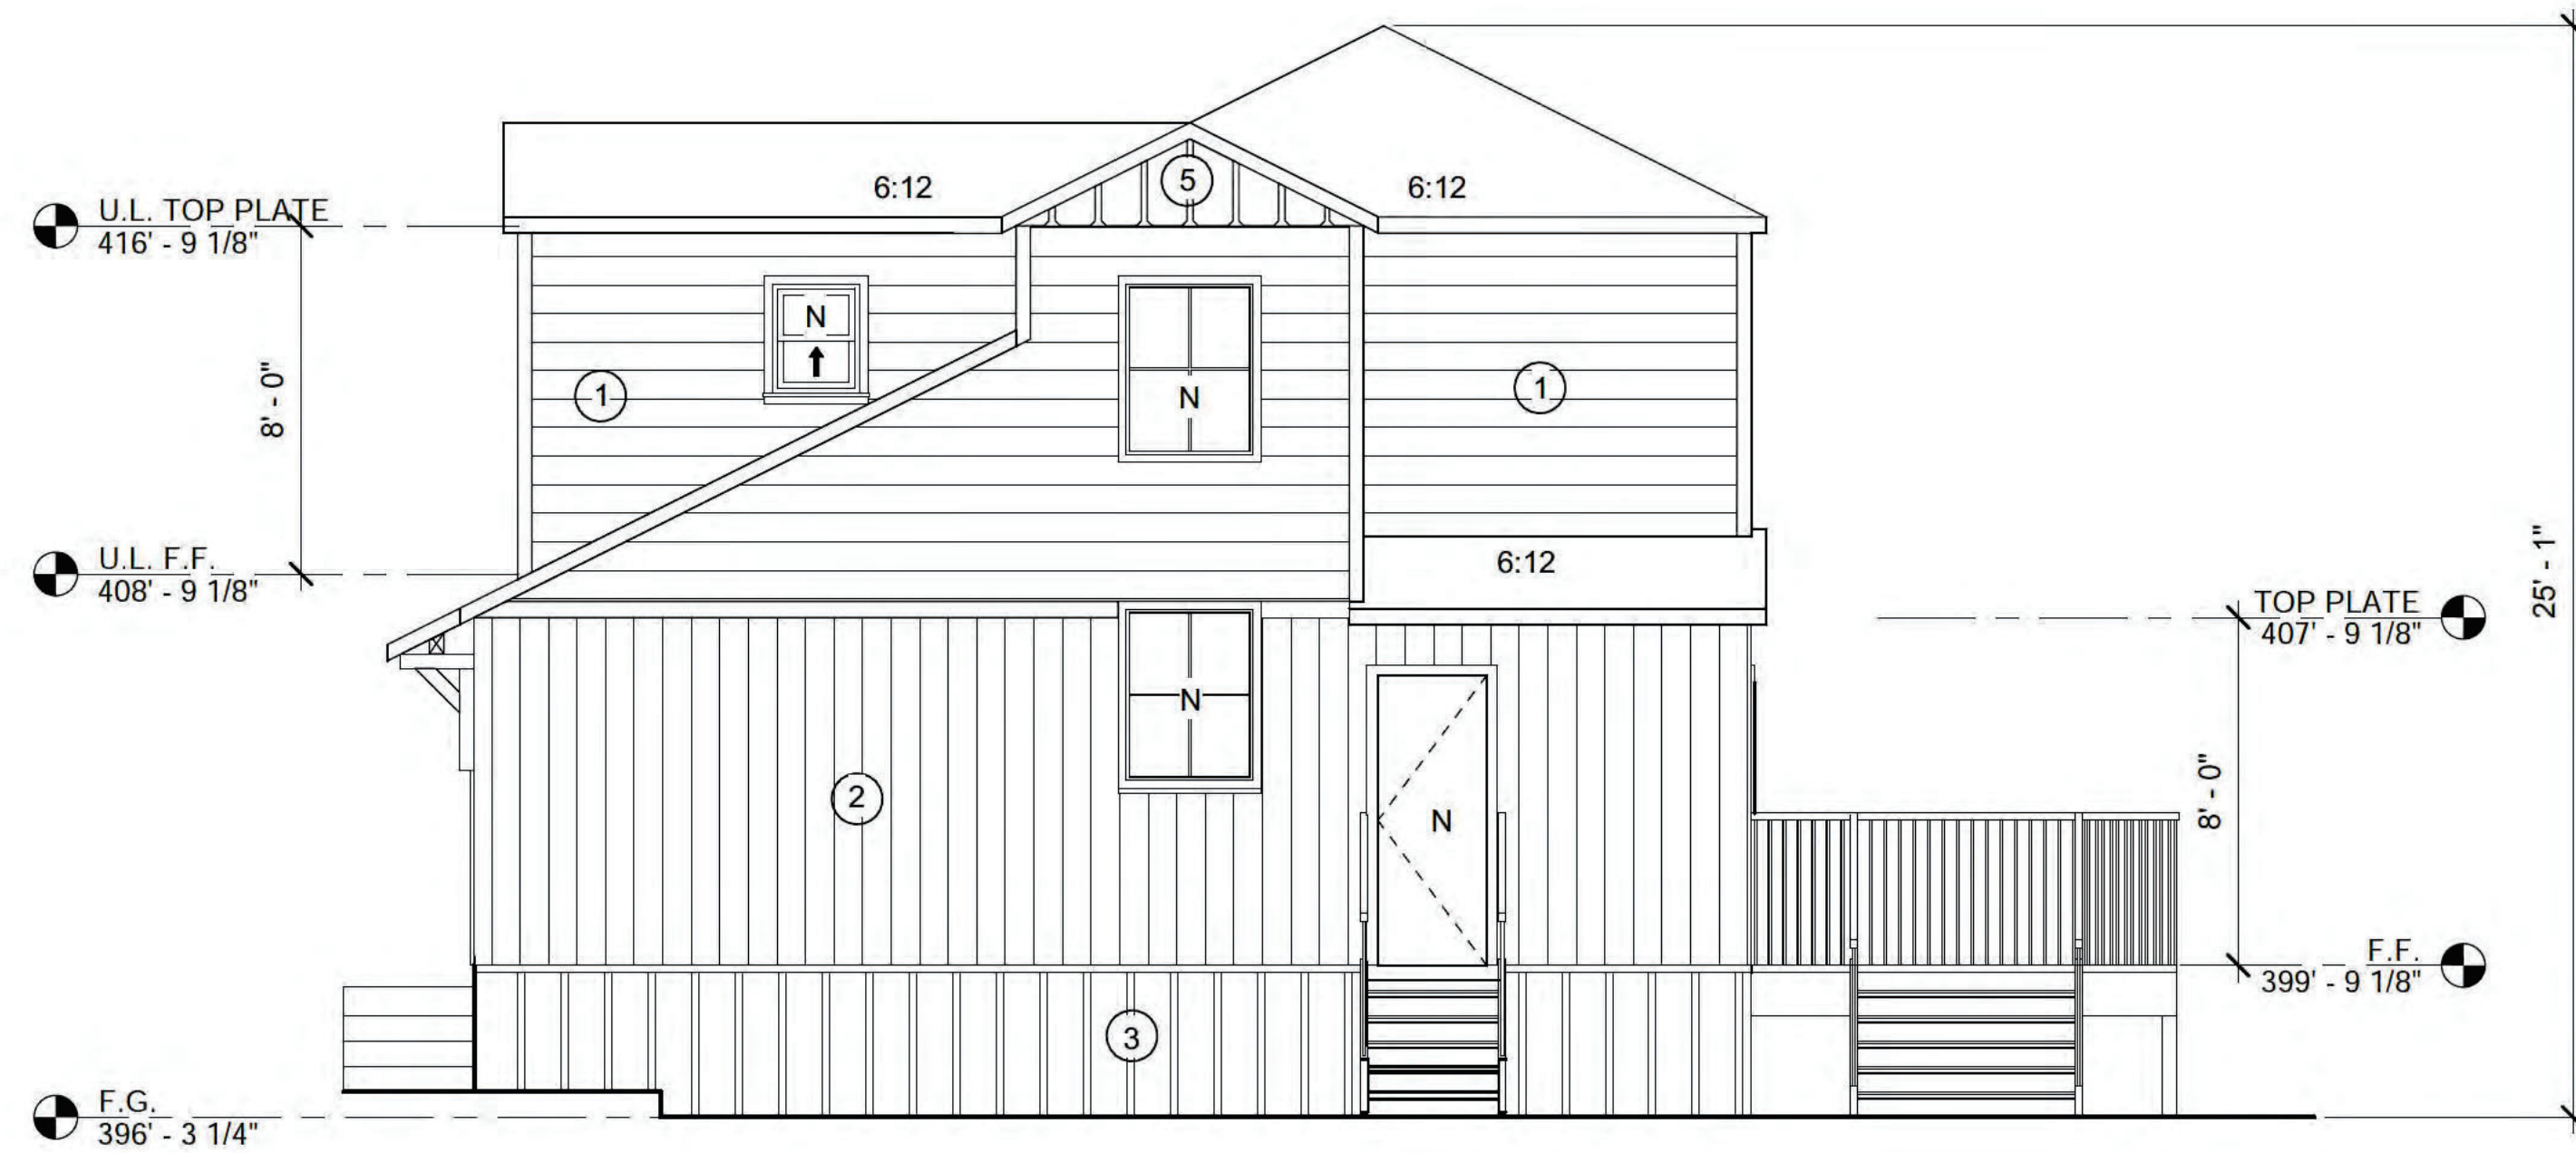 5
6:12
6:12
U.L. TOP PLATE
416' - 9 1/8"
N
8' - 0"
1
N
1
U.L. F.F.
408' - 9 1/8"
6:12
25' - 1"
TOP PLATE
407' - 9 1/8"
N
2
N
8' - 0"
F.F.
399' - 9 1/8"
3
F.G.
396' - 3 1/4"